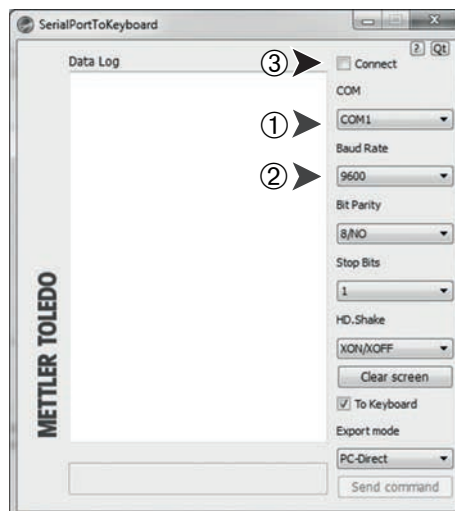 SerialPortToKeyboard
? Qt
Data Log
③ Connect
COM
① COM1
Baud Rate
② 9600
Bit Parity
8/NO
Stop Bits
1
HD.Shake
XON/XOFF
Clear screen
To Keyboard
Export mode
PC-Direct
Send command
METTLER TOLEDO